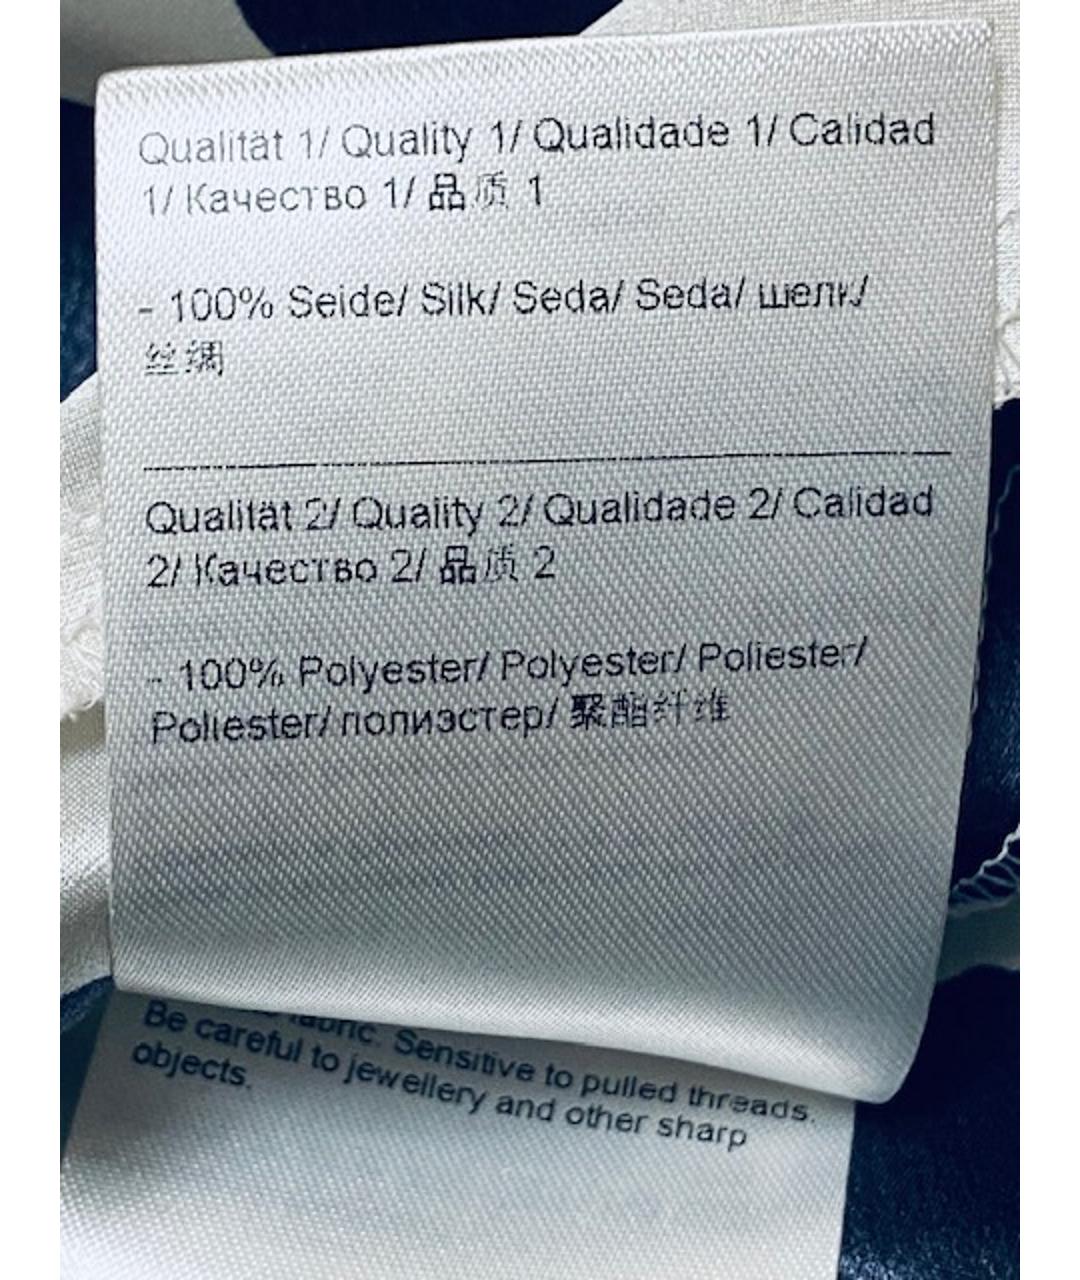 Qualität 1/ Quality 1/ Qualidade 1/ Calidad
1/ Качество 1/ 品质 1
- 100% Seide/ Silk/ Seda/ Seda/ шелк/
丝绸
Qualität 2/ Quality 2/ Qualidade 2/ Calidad
2/ Качество 2/ 品质 2
- 100% Polyester/ Polyester/ Poliester/
Poliester/ полиэстер/ 聚酯纤维
fabric. Sensitive to pulled threads.
Be careful to jewellery and other sharp
objects.